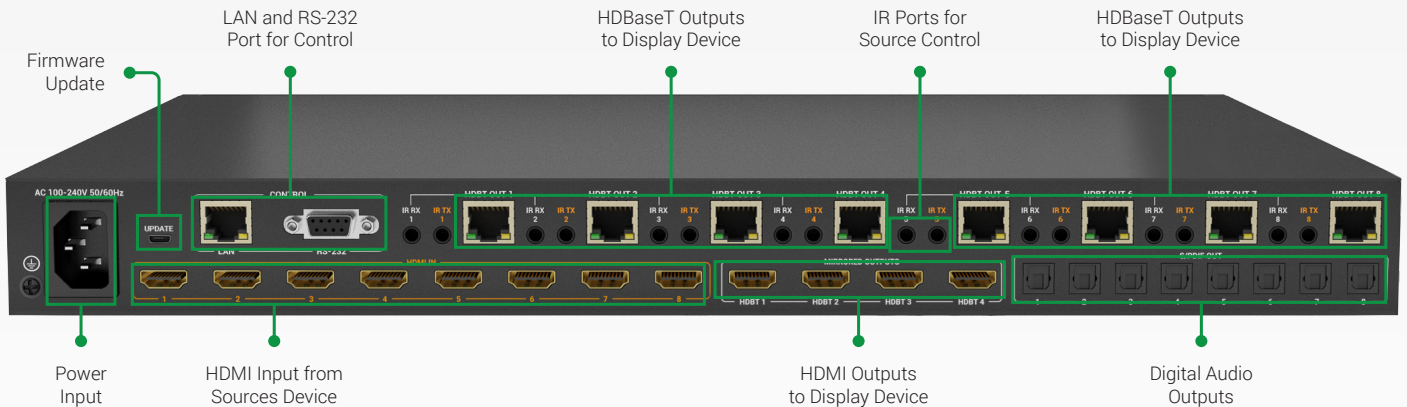 LAN and RS-232
Port for Control
HDBaseT Outputs
to Display Device
IR Ports for
Source Control
HDBaseT Outputs
to Display Device
Firmware
Update
AC 100-240V 50/60Hz
UPDATE
CONTROL
LAN
RS-232
HDBT OUT 1
HDBT OUT 2
HDBT OUT 3
HDBT OUT 4
HDBT OUT 5
HDBT OUT 6
HDBT OUT 7
HDBT OUT 8
IR RX
1
IR TX
1
IR RX
2
IR TX
2
IR RX
3
IR TX
3
IR RX
4
IR TX
4
IR RX
5
IR TX
5
IR RX
6
IR TX
6
IR RX
7
IR TX
7
IR RX
8
IR TX
8
HDMI IN
1 2 3 4 5 6 7 8
MIRRORED OUTPUTS
HDBT 1 HDBT 2 HDBT 3 HDBT 4
S/PDIF OUT
1 2 3 4 5 6 7 8
Power
Input
HDMI Input from
Sources Device
HDMI Outputs
to Display Device
Digital Audio
Outputs